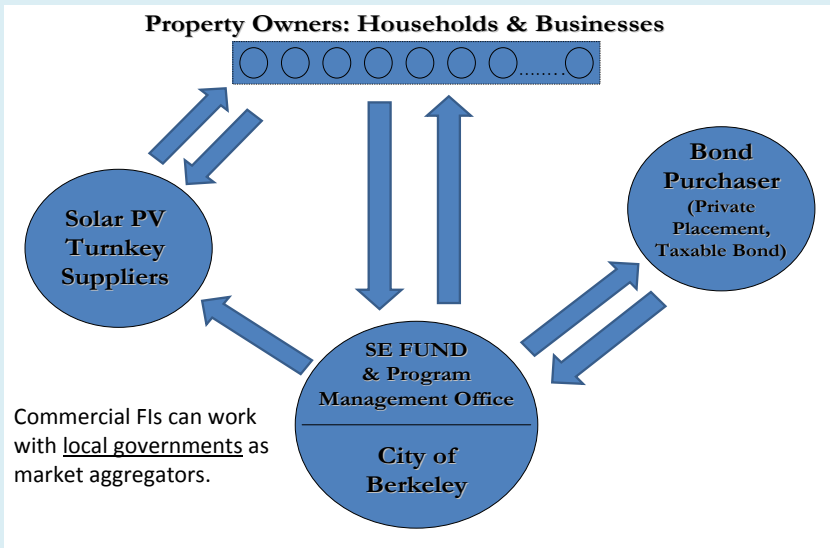 Property Owners: Households & Businesses
........
Solar PV
Turnkey
Suppliers
Bond
Purchaser
(Private
Placement,
Taxable Bond)
SE FUND
& Program
Management Office
City of
Berkeley
Commercial FIs can work
with local governments as
market aggregators.